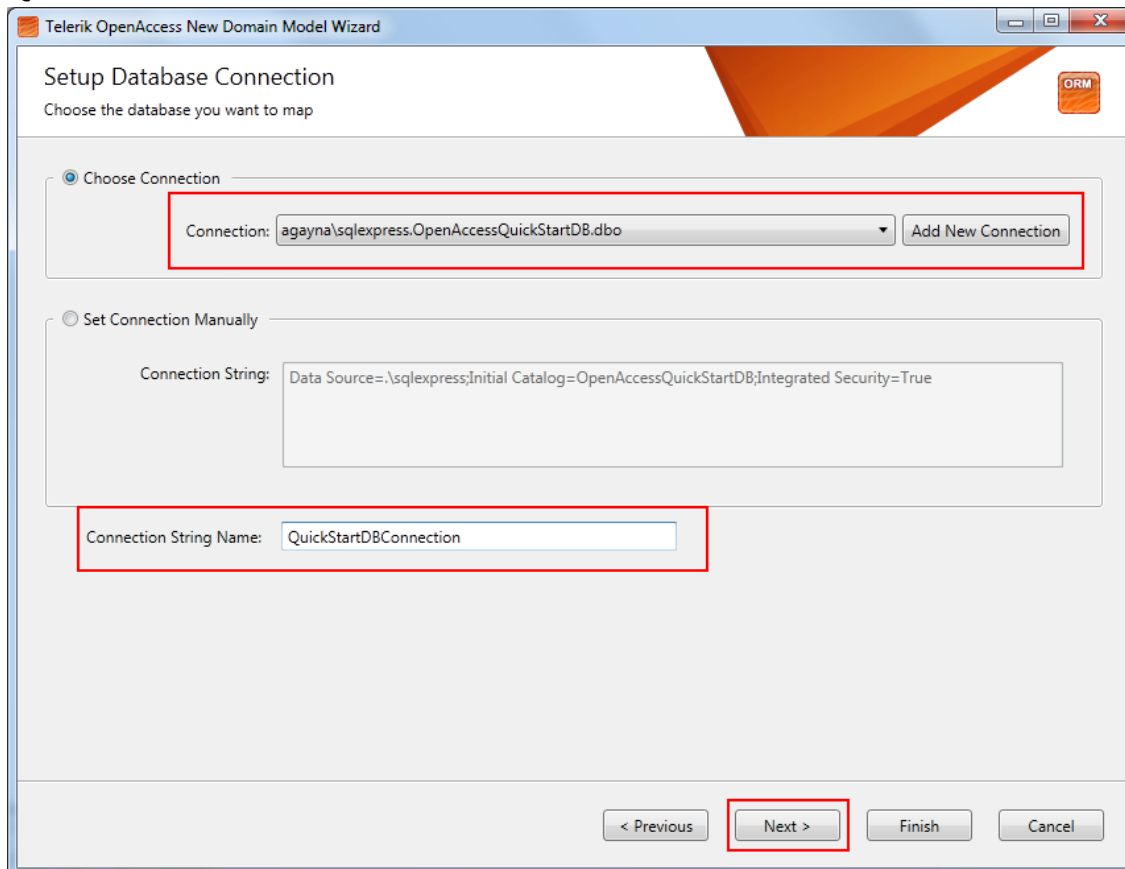 Telerik OpenAccess New Domain Model Wizard
Setup Database Connection
Choose the database you want to map
ORM
Choose Connection
Connection: agayna\sqlexpress.OpenAccessQuickStartDB.dbo Add New Connection
Set Connection Manually
Connection String: Data Source=.\sqlexpress;Initial Catalog=OpenAccessQuickStartDB;Integrated Security=True
Connection String Name: QuickStartDBConnection
< Previous Next > Finish Cancel